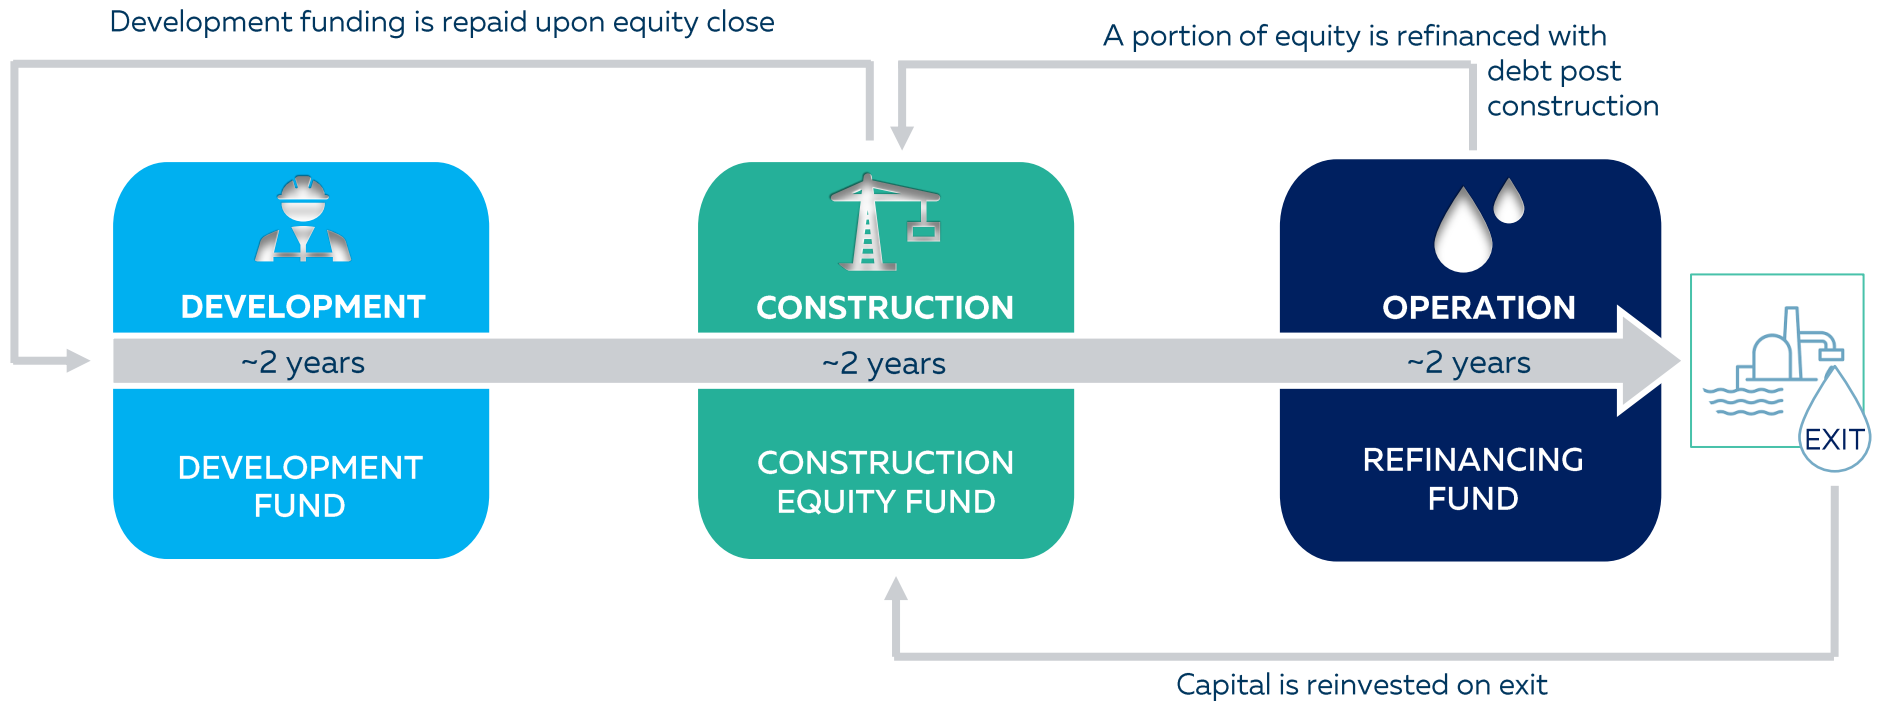 Development funding is repaid upon equity close
A portion of equity is refinanced with
debt post
construction
DEVELOPMENT
~2 years
DEVELOPMENT
FUND
CONSTRUCTION
~2 years
CONSTRUCTION
EQUITY FUND
OPERATION
~2 years
REFINANCING
FUND
EXIT
Capital is reinvested on exit